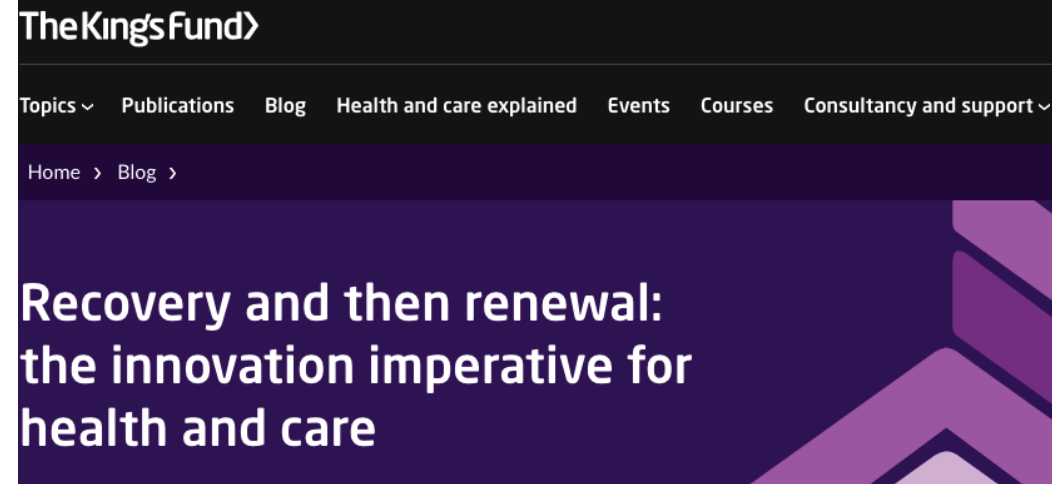 The King's Fund>
Topics Publications Blog Health and care explained Events Courses Consultancy and support
Home > Blog >
Recovery and then renewal:
the innovation imperative for
health and care